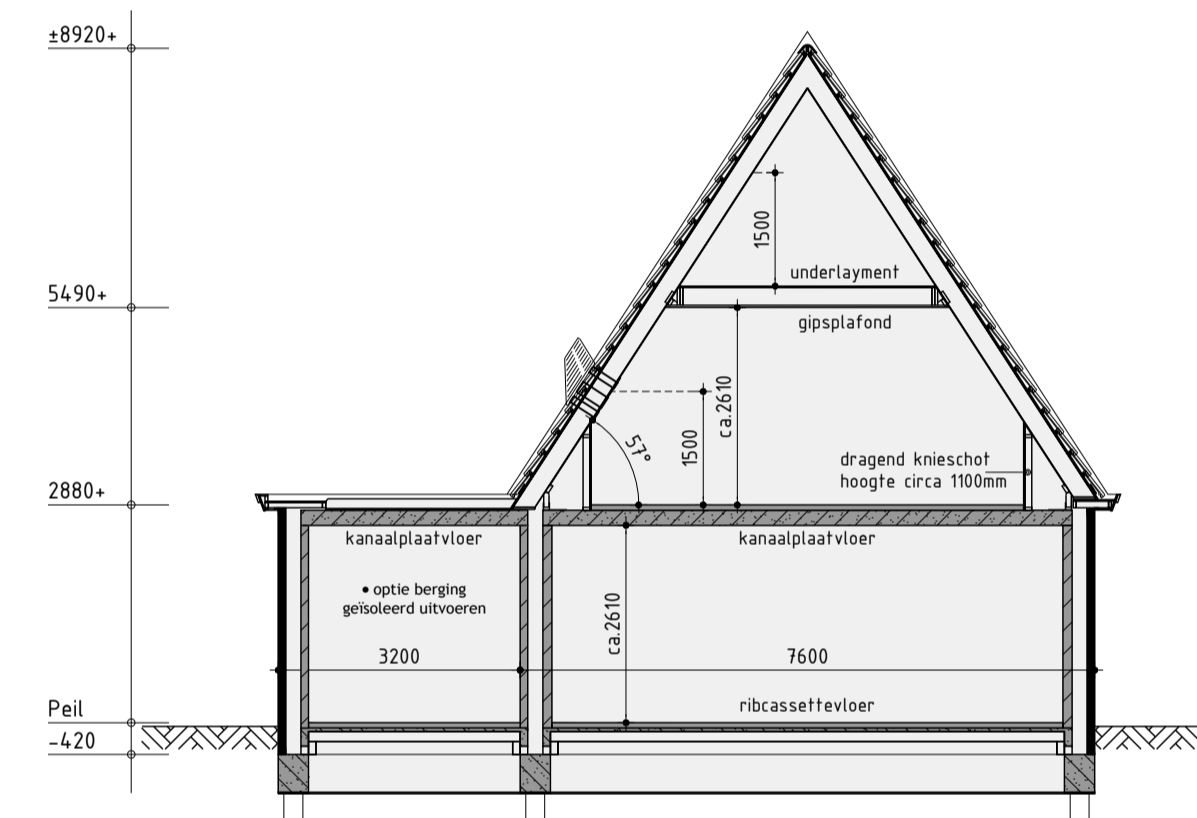 ±8920+
1500
underlayment
5490+
gipsplafond
ca.2610
57°
1500
dragend knieschot
hoogte circa 1100mm
2880+
kanaalplaatvloer
kanaalplaatvloer
• optie berging
geïsoleerd uitvoeren
ca.2610
3200
7600
ribcassettevloer
Peil
-420